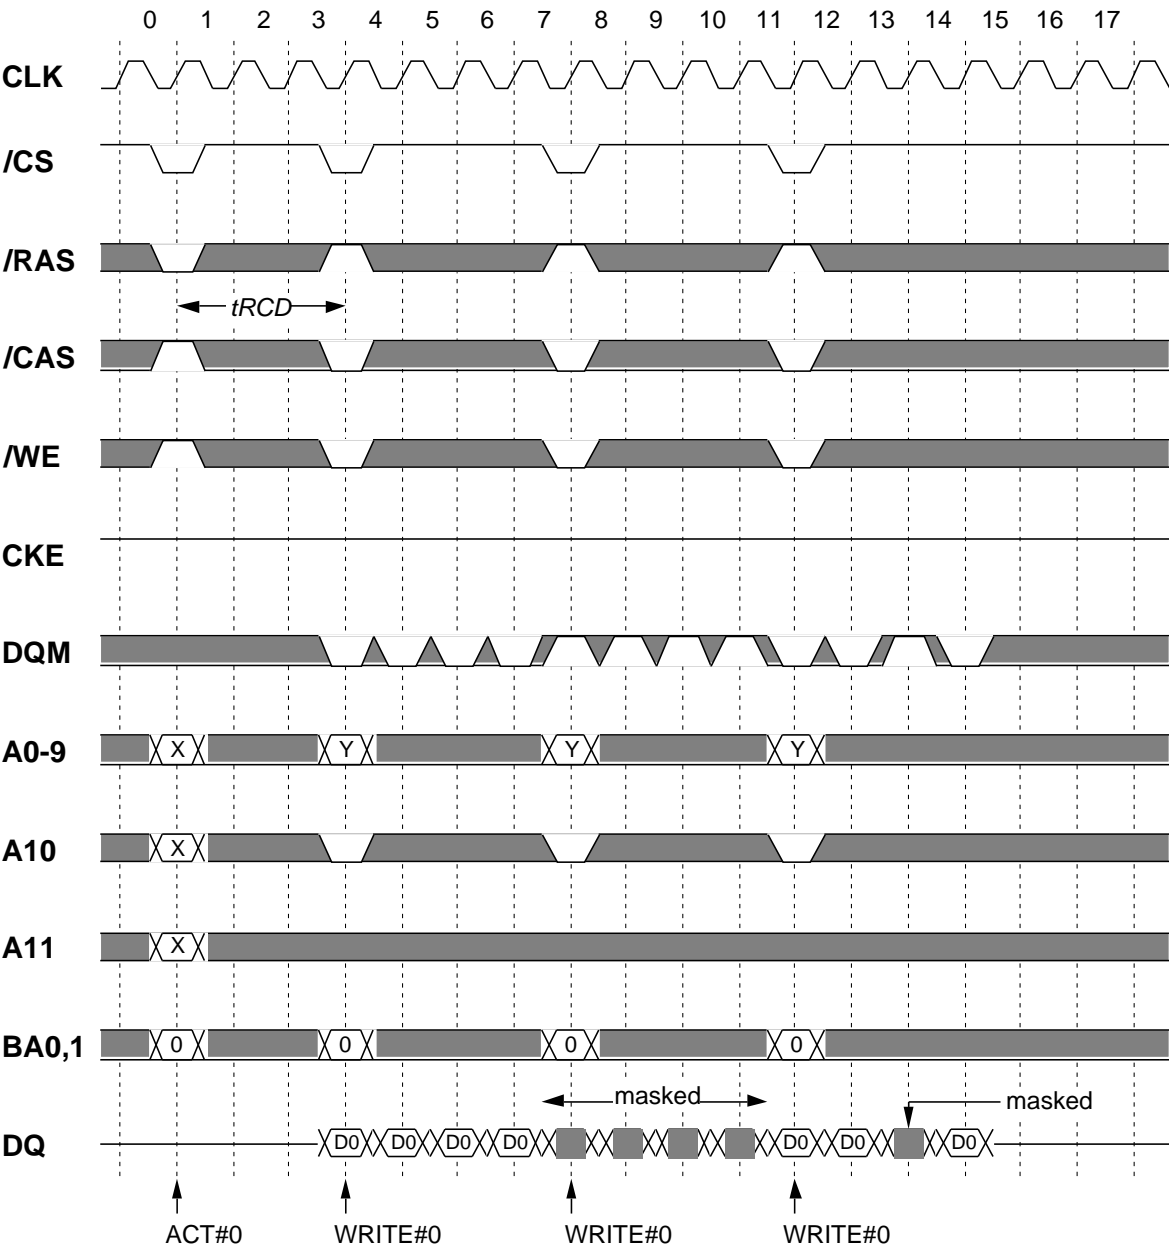 0 1 2 3 4 5 6 7 8 9 10 11 12 13 14 15 16 17
CLK
/CS
/RAS
tRCD
/CAS
/WE
CKE
DQM
A0-9 X Y Y Y
A10 X
A11 X
BA0,1 0 0 0 0
masked masked
DQ D0 D0 D0 D0 D0 D0 D0
ACT#0 WRITE#0 WRITE#0 WRITE#0